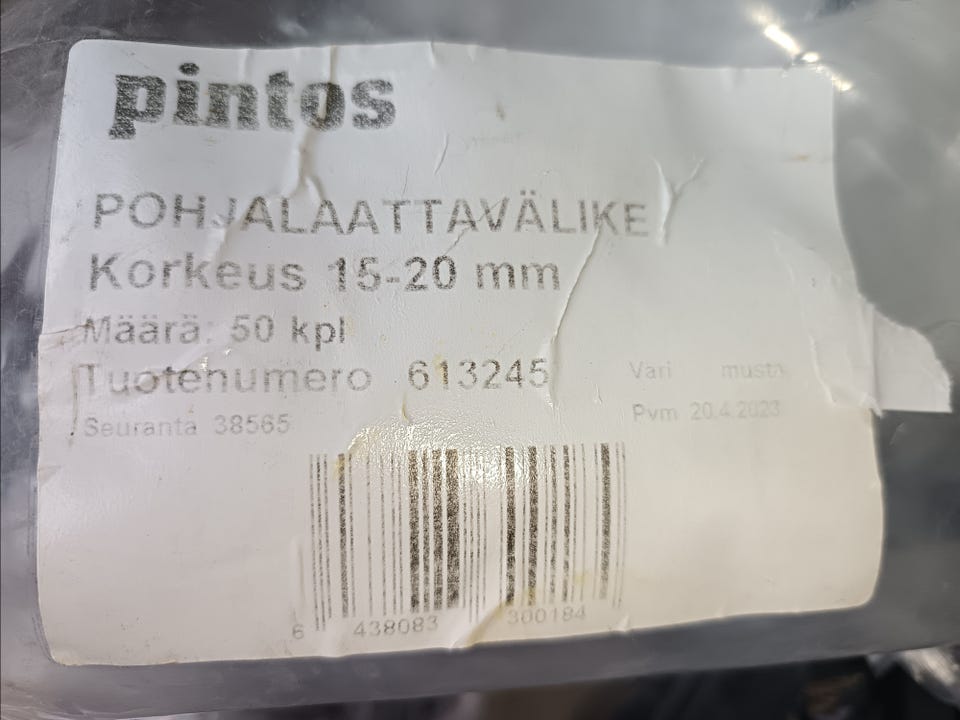 pintos
POHJALAATTAVÄLIKE
Korkeus 15-20 mm
Määrä: 50 kpl
Tuotenumero 613245
Vari musta
Seuranta 38565
Pvm 20.4.2023
6 438083 300184